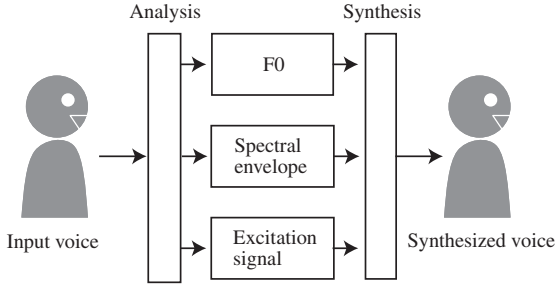 Analysis
Synthesis
F0
Spectral
envelope
Excitation
signal
Input voice
Synthesized voice